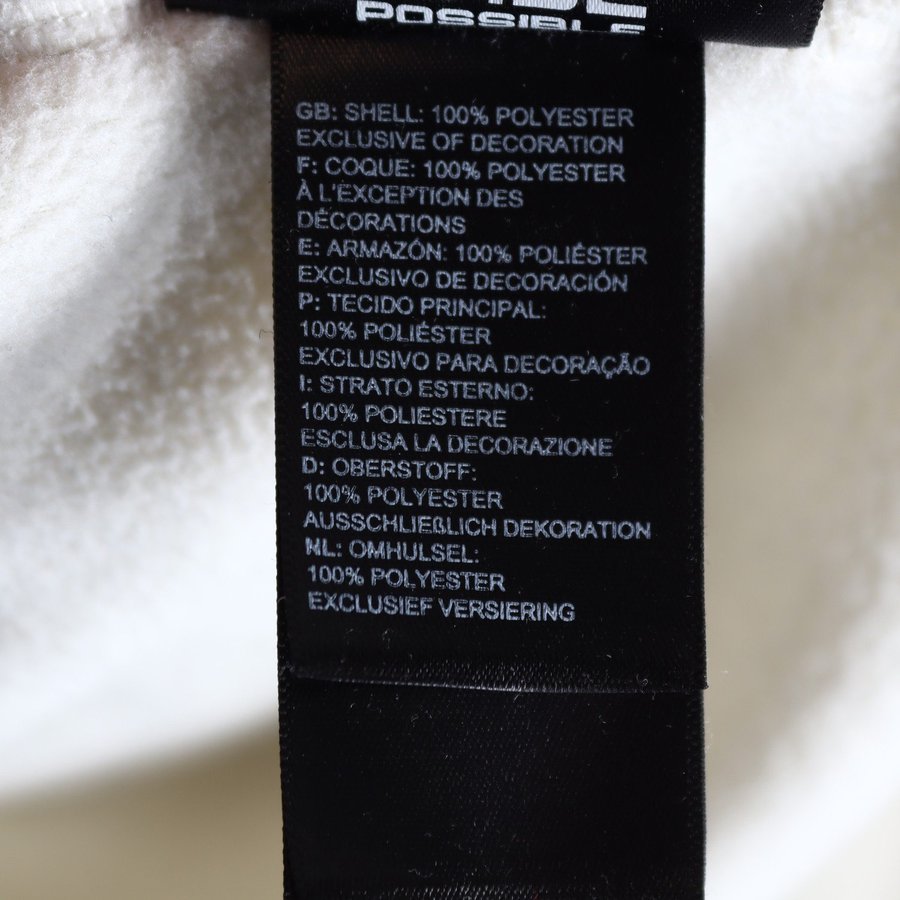 POSSIBLE
GB: SHELL: 100% POLYESTER
EXCLUSIVE OF DECORATION
F: COQUE: 100% POLYESTER
À L'EXCEPTION DES
DÉCORATIONS
E: ARMAZÓN: 100% POLIÉSTER
EXCLUSIVO DE DECORACIÓN
P: TECIDO PRINCIPAL:
100% POLIÉSTER
EXCLUSIVO PARA DECORAÇÃO
I: STRATO ESTERNO:
100% POLIESTERE
ESCLUSA LA DECORAZIONE
D: OBERSTOFF:
100% POLYESTER
AUSSCHLIEßLICH DEKORATION
NL: OMHULSEL:
100% POLYESTER
EXCLUSIEF VERSIERING